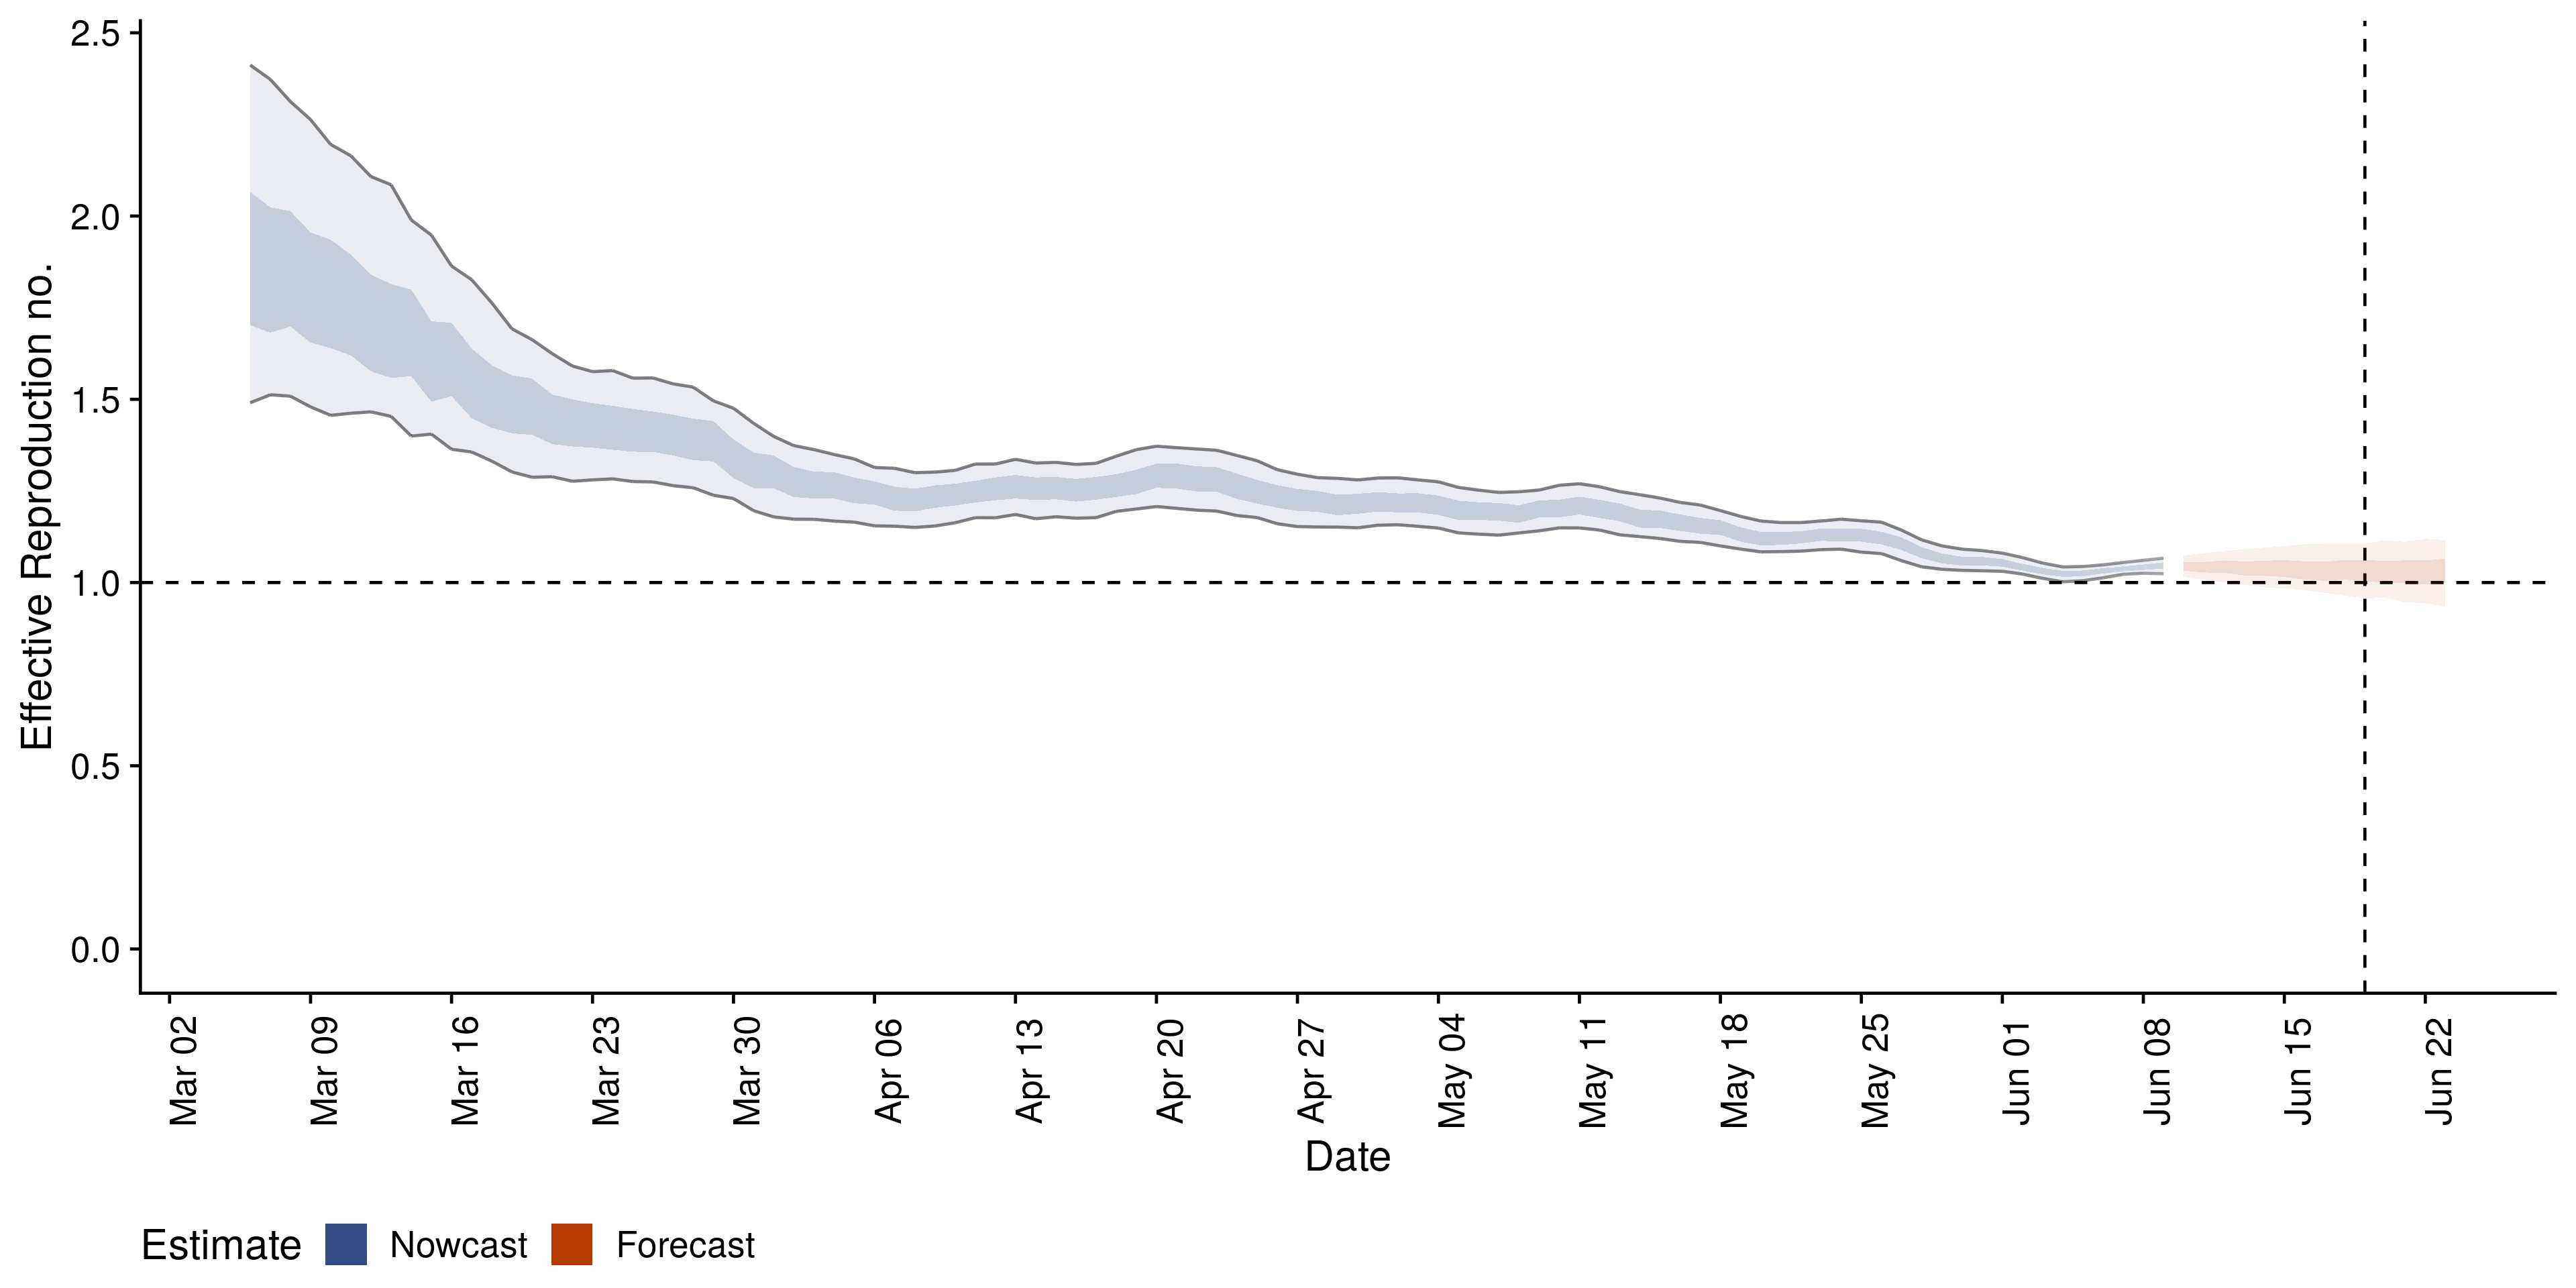 Effective Reproduction no.
2.5
2.0
1.5
1.0
0.5
0.0
Mar 02
Mar 09
Mar 16
Mar 23
Mar 30
Apr 06
Apr 13
Apr 20
Apr 27
May 04
May 11
May 18
May 25
Jun 01
Jun 08
Jun 15
Jun 22
Date
Estimate Nowcast Forecast